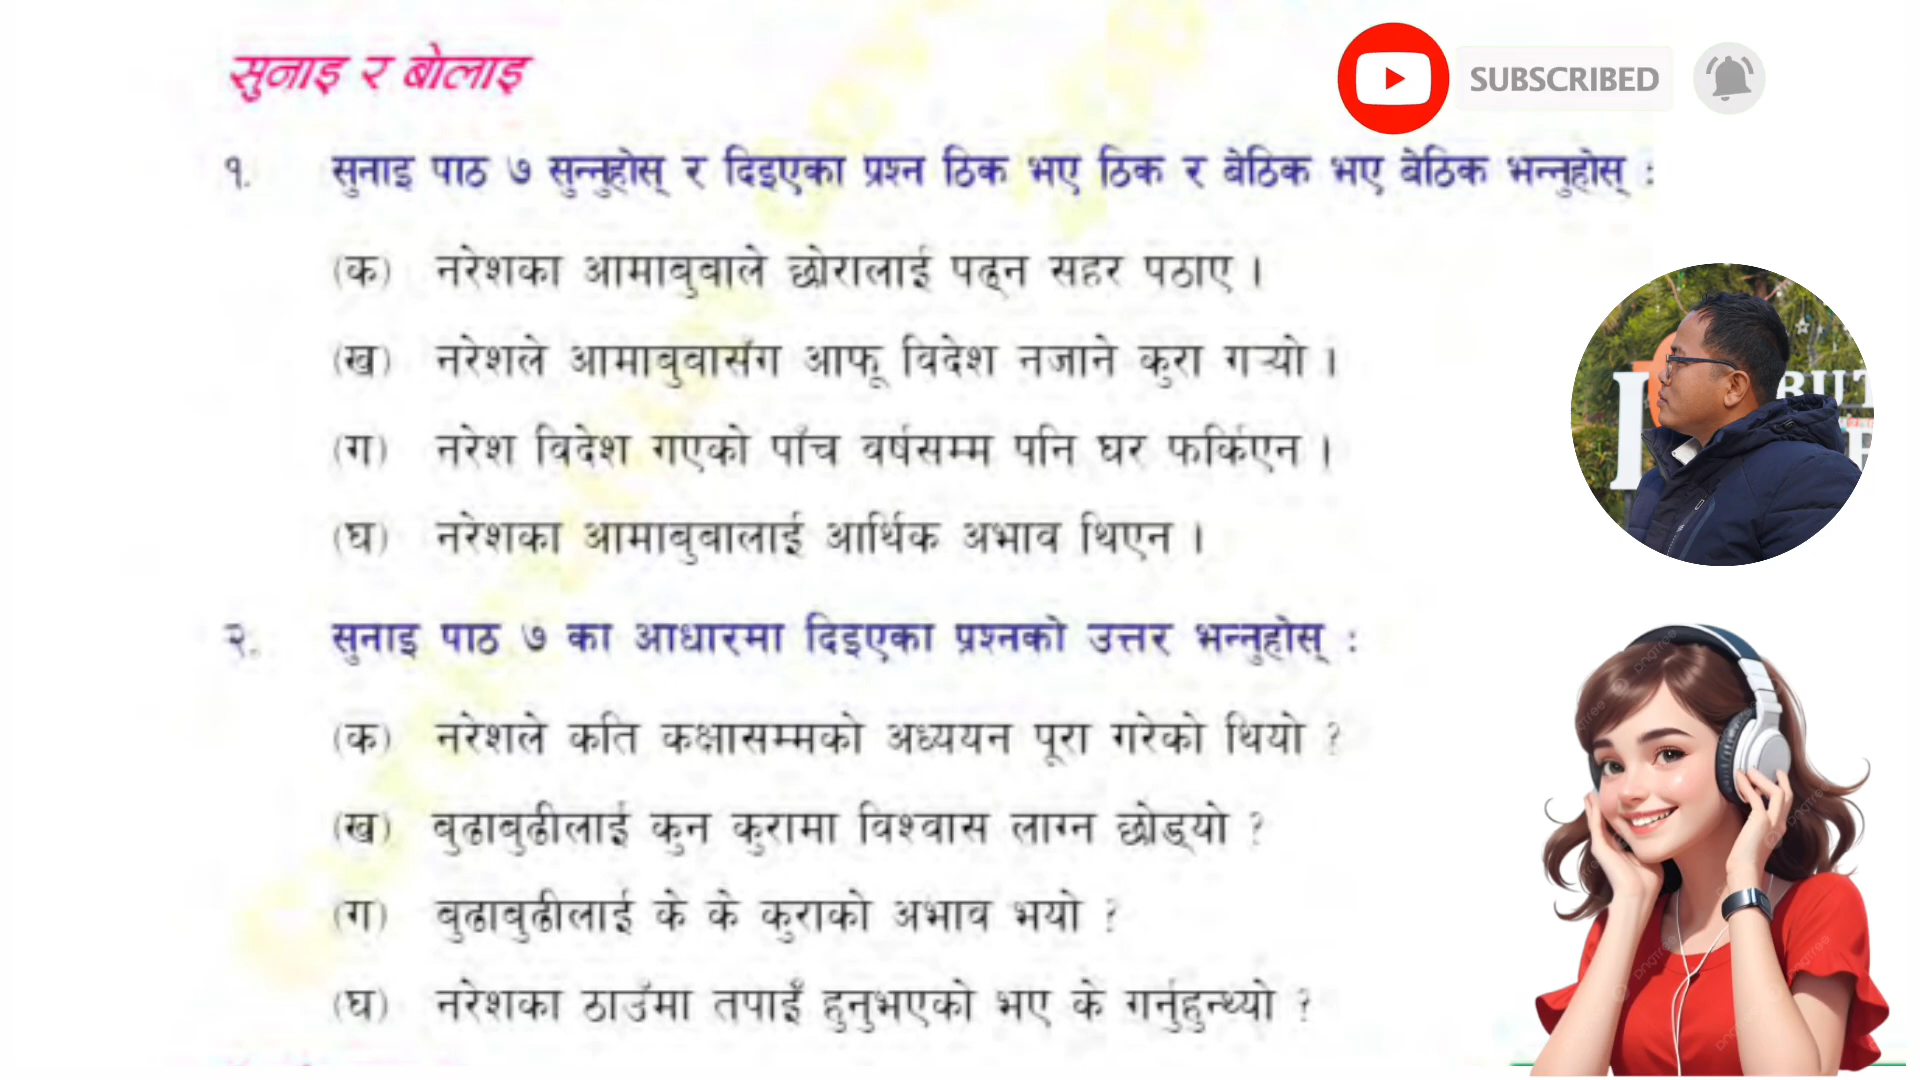 सुनाइ र बोलाइ
SUBSCRIBED
१. सुनाइ पाठ ७ सुन्नुहोस् र दिइएका प्रश्न ठिक भए ठिक र बेठिक भए बेठिक भन्नुहोस् :
(क) नरेशका आमाबुबाले छोरालाई पढ्न सहर पठाए ।
(ख) नरेशले आमाबुवासँग आफू विदेश नजाने कुरा गऱ्यो ।
(ग) नरेश विदेश गएको पाँच वर्षसम्म पनि घर फर्किएन ।
(घ) नरेशका आमाबुबालाई आर्थिक अभाव थिएन ।
२. सुनाइ पाठ ७ का आधारमा दिइएका प्रश्नको उत्तर भन्नुहोस् :
(क) नरेशले कति कक्षासम्मको अध्ययन पूरा गरेको थियो ?
(ख) बुढाबुढीलाई कुन कुरामा विश्वास लाग्न छोड्यो ?
(ग) बुढाबुढीलाई के के कुराको अभाव भयो ?
(घ) नरेशका ठाउँमा तपाईँ हुनुभएको भए के गर्नुहुन्थ्यो ?